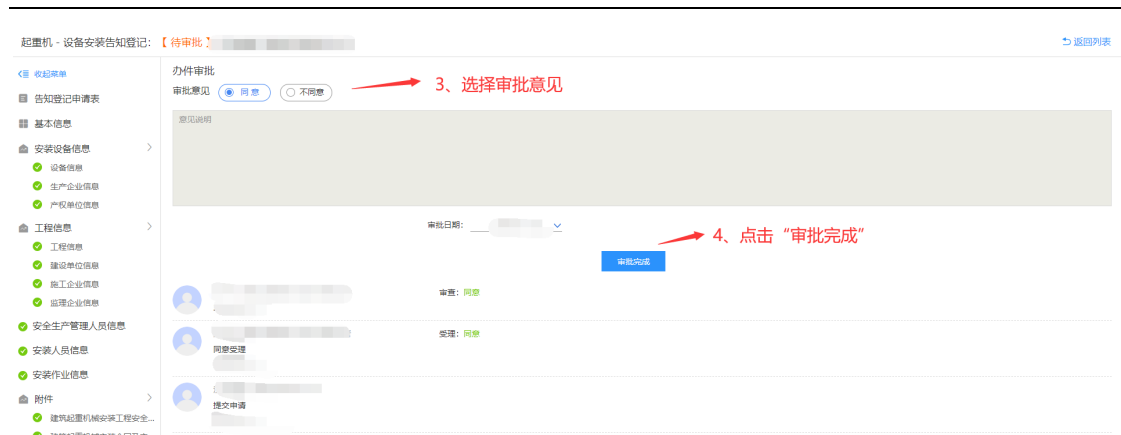 起重机 - 设备安装告知登记：【 待审批 】
返回列表
收起菜单
告知登记申请表
基本信息
安装设备信息
设备信息
生产企业信息
产权单位信息
工程信息
工程信息
建设单位信息
施工企业信息
监理企业信息
安全生产管理人员信息
安装人员信息
安装作业信息
附件
建筑起重机械安装工程安全...
办件审批
审批意见 同 意 不同意
3、选择审批意见
意见说明
审批日期：
4、点击“审批完成”
审批完成
审查：同意
受理：同意
同意受理
提交申请